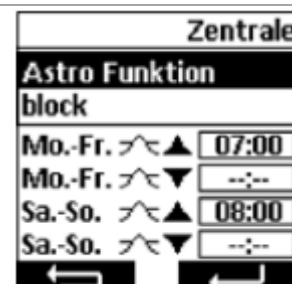 Zentrale
Astro Funktion
block
Mo.-Fr. ▲ 07:00
Mo.-Fr. ▼ --:--
Sa.-So. ▲ 08:00
Sa.-So. ▼ --:--